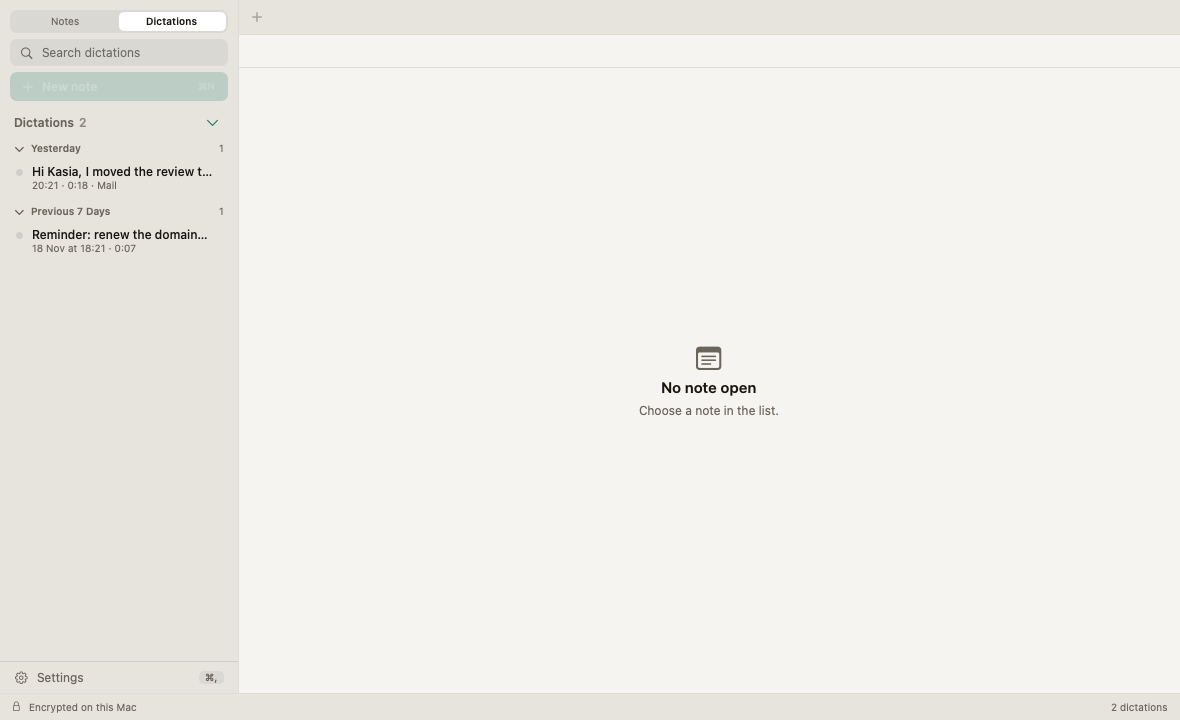 Notes Dictations
Search dictations
New note ⌘N
Dictations 2
Yesterday 1
Hi Kasia, I moved the review t...
20:21 · 0:18 · Mail
Previous 7 Days 1
Reminder: renew the domain...
18 Nov at 18:21 · 0:07
No note open
Choose a note in the list.
Settings ⌘,
Encrypted on this Mac
2 dictations